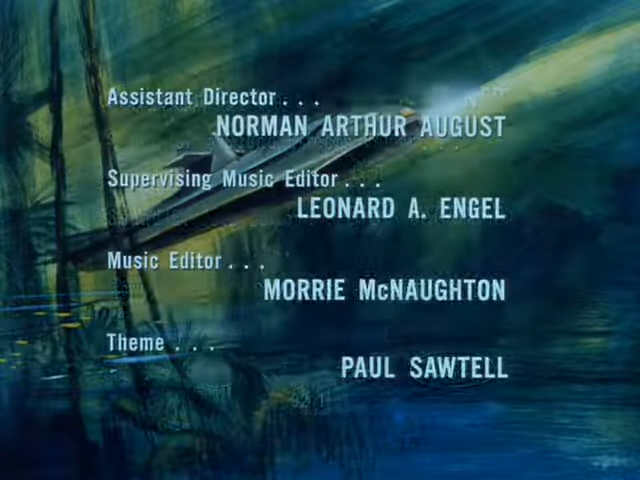 Assistant Director . . .
NORMAN ARTHUR AUGUST
Supervising Music Editor . . .
LEONARD A. ENGEL
Music Editor . . .
MORRIE McNAUGHTON
Theme . . .
PAUL SAWTELL